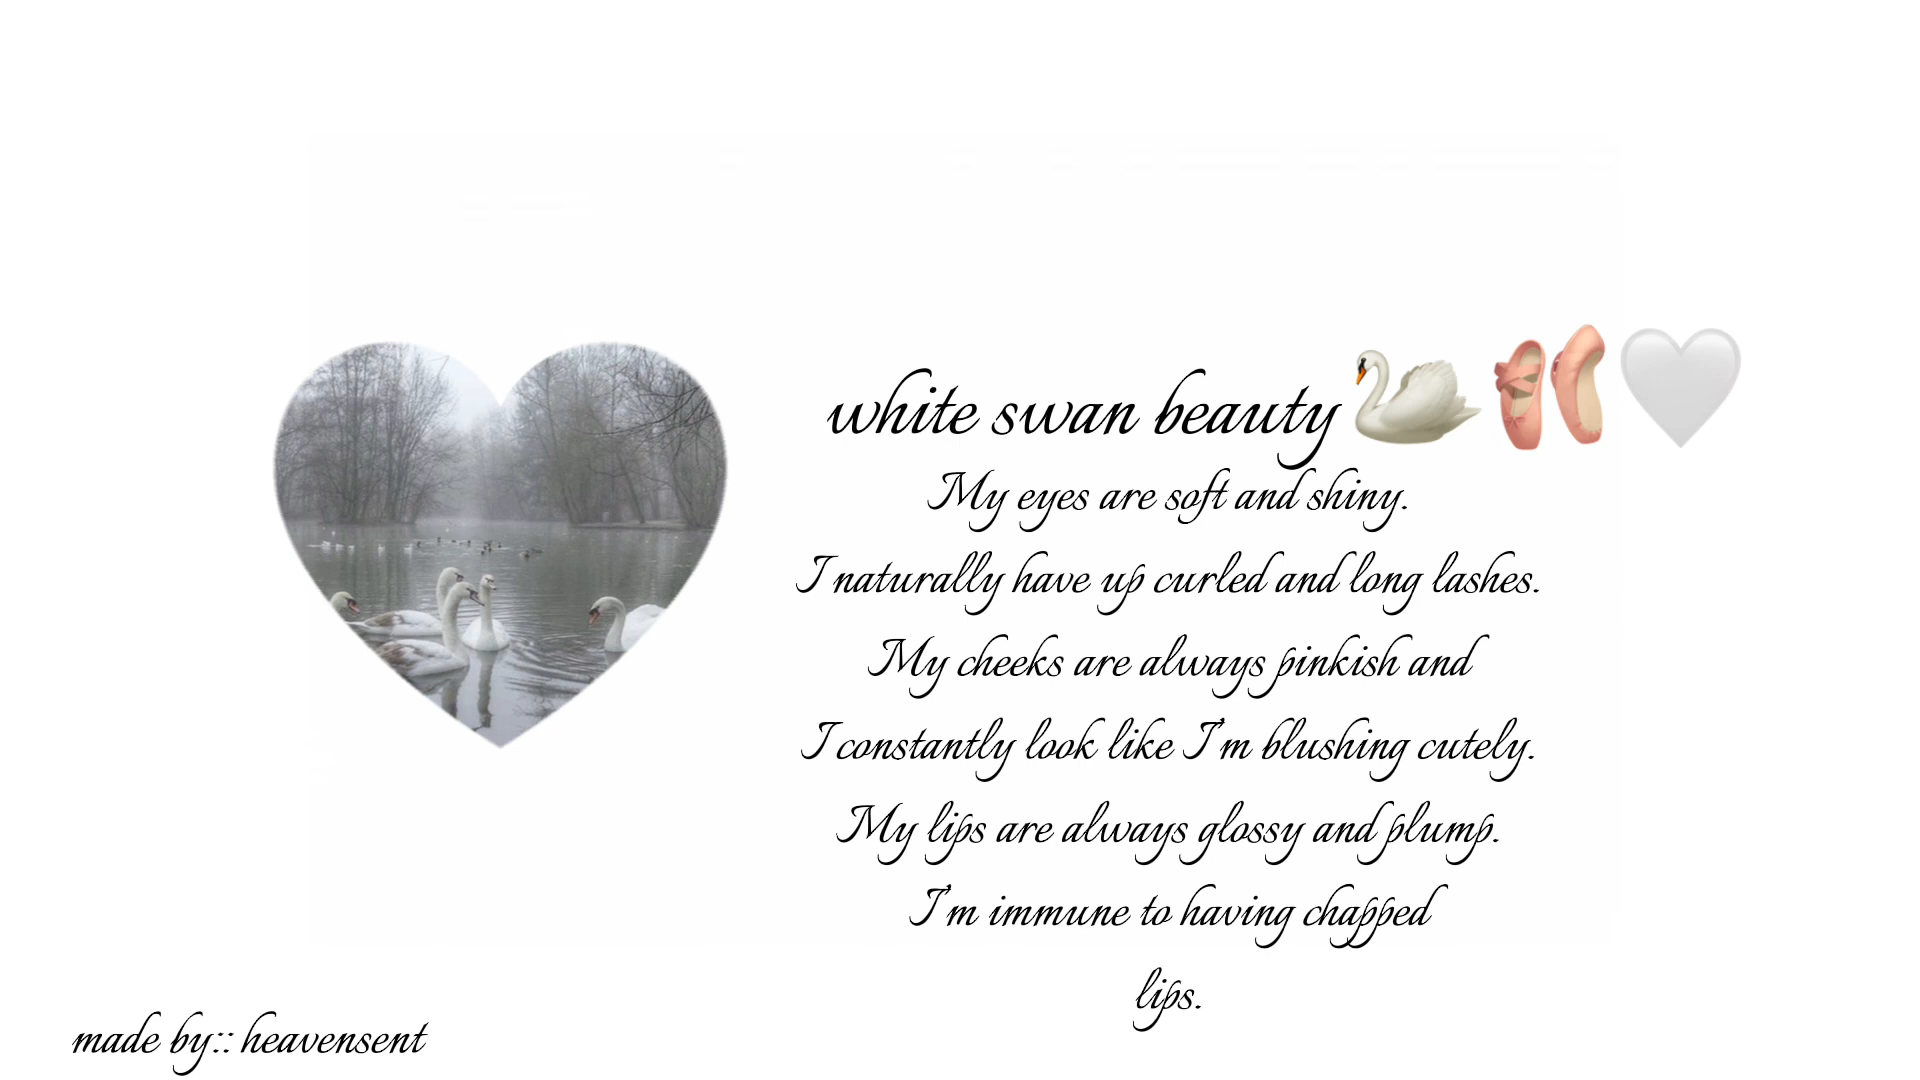 white swan beauty🦢🩰🤍
My eyes are soft and shiny.
I naturally have up curled and long lashes.
My cheeks are always pinkish and
I constantly look like I'm blushing cutely.
My lips are always glossy and plump.
I'm immune to having chapped
lips.
made by:: heavensent